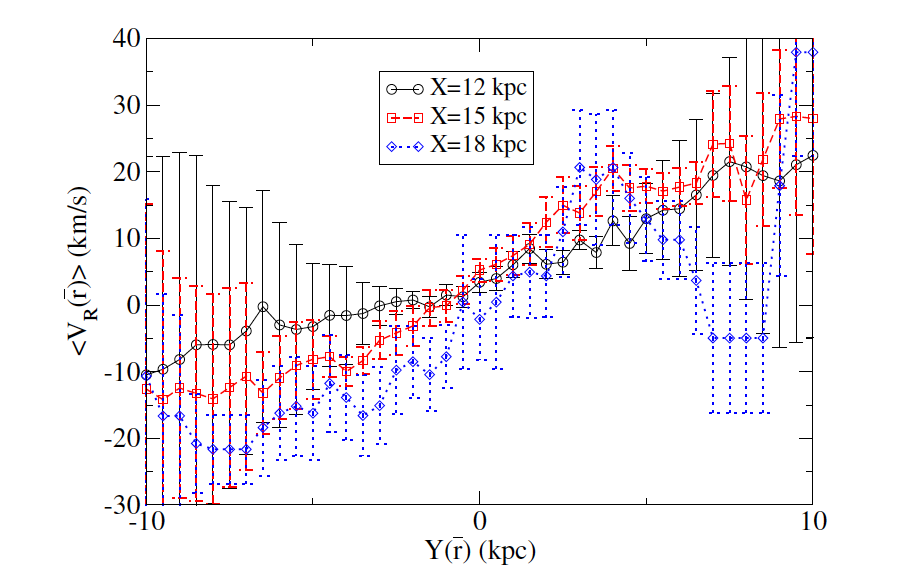 40
30
20
10
0
-10
-20
-30
<V_R(r̅)> (km/s)
X=12 kpc
X=15 kpc
X=18 kpc
-10 0 10
Y(r̅) (kpc)